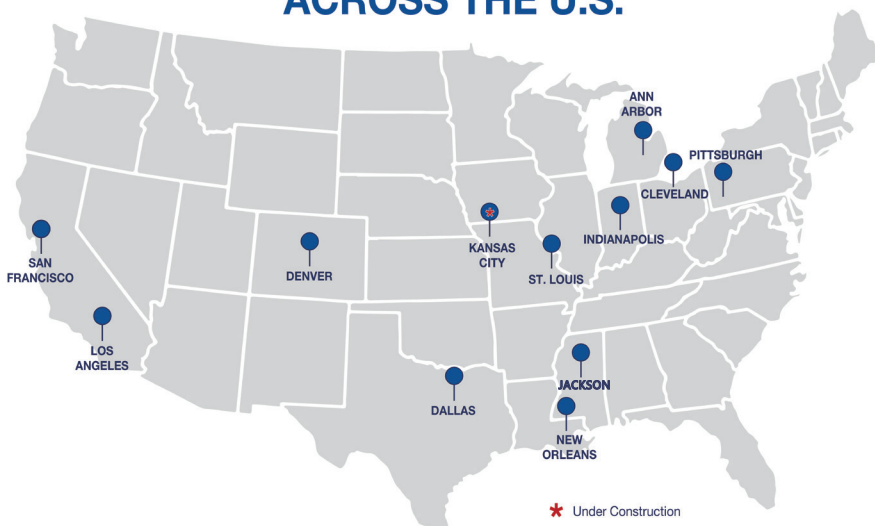 ACROSS THE U.S.
ANN
ARBOR
PITTSBURGH
CLEVELAND
INDIANAPOLIS
KANSAS
CITY
ST. LOUIS
SAN
FRANCISCO
DENVER
LOS
ANGELES
JACKSON
DALLAS
NEW
ORLEANS
* Under Construction